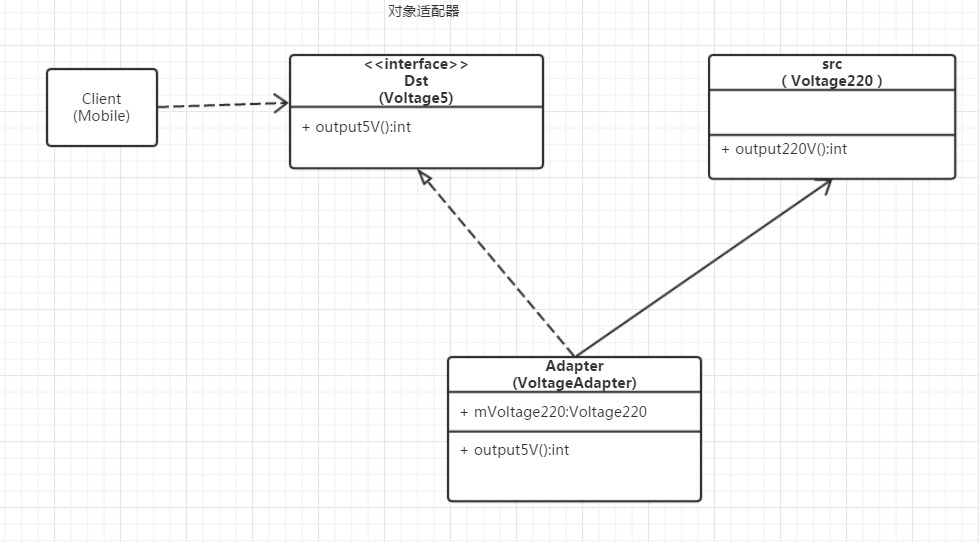 对象适配器
Client
(Mobile)
<<interface>>
Dst
(Voltage5)
+ output5V():int
src
（ Voltage220 ）
+ output220V():int
Adapter
(VoltageAdapter)
+ mVoltage220:Voltage220
+ output5V():int